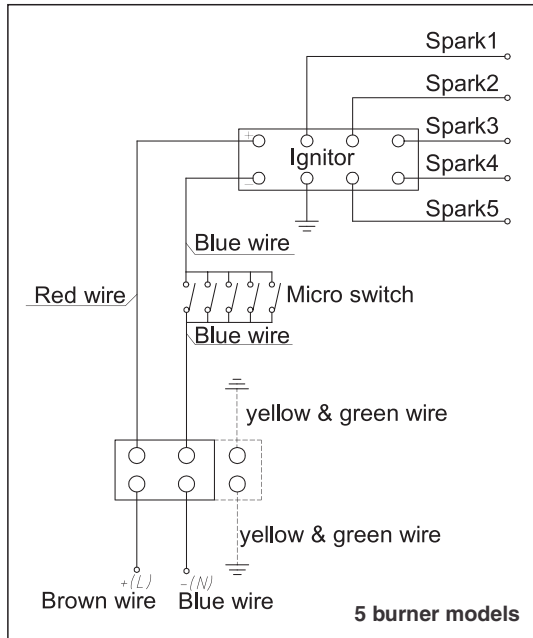 Spark1
Spark2
+
Spark3
Ignitor
–
Spark4
Spark5
Blue wire
Red wire
Micro switch
Blue wire
yellow & green wire
yellow & green wire
+(L)
-(N)
Brown wire
Blue wire
5 burner models